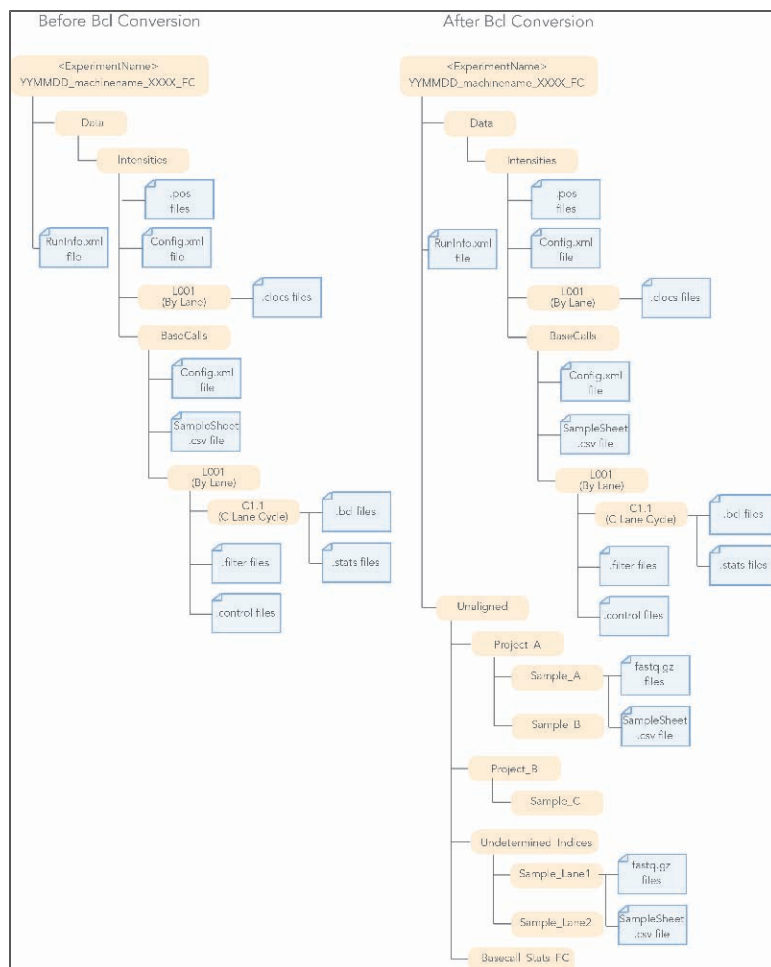 Before Bcl Conversion
<ExperimentName>
YYMMDD_machinename_XXXX_FC
Data
Intensities
.pos
files
RunInfo.xml
file
Config.xml
file
L001
(By Lane)
.clocs files
BaseCalls
Config.xml
file
SampleSheet
.csv file
L001
(By Lane)
C1.1
(C Lane Cycle)
.bcl files
.filter files
.stats files
.control files
After Bcl Conversion
<ExperimentName>
YYMMDD_machinename_XXXX_FC
Data
Intensities
.pos
files
RunInfo.xml
file
Config.xml
file
L001
(By Lane)
.clocs files
BaseCalls
Config.xml
file
SampleSheet
.csv file
L001
(By Lane)
C1.1
(C Lane Cycle)
.bcl files
.filter files
.stats files
.control files
Unaligned
Project_A
Sample_A
fastq.gz
files
Sample_B
SampleSheet
.csv file
Project_B
Sample_C
Undetermined_Indices
Sample_Lane1
fastq.gz
files
Sample_Lane2
SampleSheet
.csv file
Basecall_Stats_FC